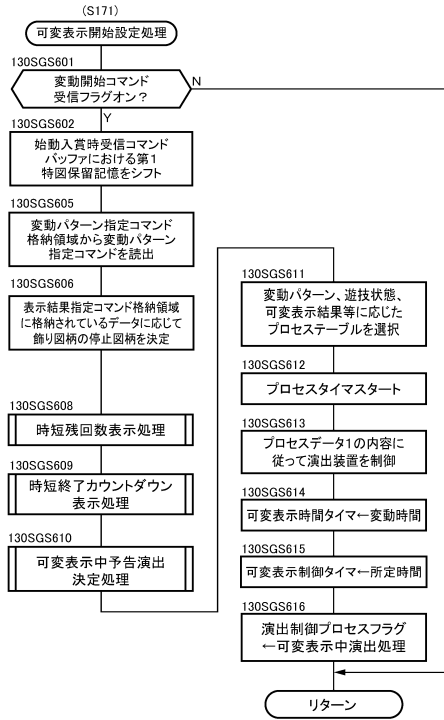 (S171)
可変表示開始設定処理
130SGS601
変動開始コマンド
受信フラグオン？
N
Y
130SGS602
始動入賞時受信コマンド
バッファにおける第1
特図保留記憶をシフト
130SGS605
変動パターン指定コマンド
格納領域から変動パターン
指定コマンドを読出
130SGS606
表示結果指定コマンド格納領域
に格納されているデータに応じて
飾り図柄の停止図柄を決定
130SGS608
時短残回数表示処理
130SGS609
時短終了カウントダウン
表示処理
130SGS610
可変表示中予告演出
決定処理
130SGS611
変動パターン、遊技状態、
可変表示結果等に応じた
プロセステーブルを選択
130SGS612
プロセスタイマスタート
130SGS613
プロセスデータ1の内容に
従って演出装置を制御
130SGS614
可変表示時間タイマ←変動時間
130SGS615
可変表示制御タイマ←所定時間
130SGS616
演出制御プロセスフラグ
←可変表示中演出処理
リターン